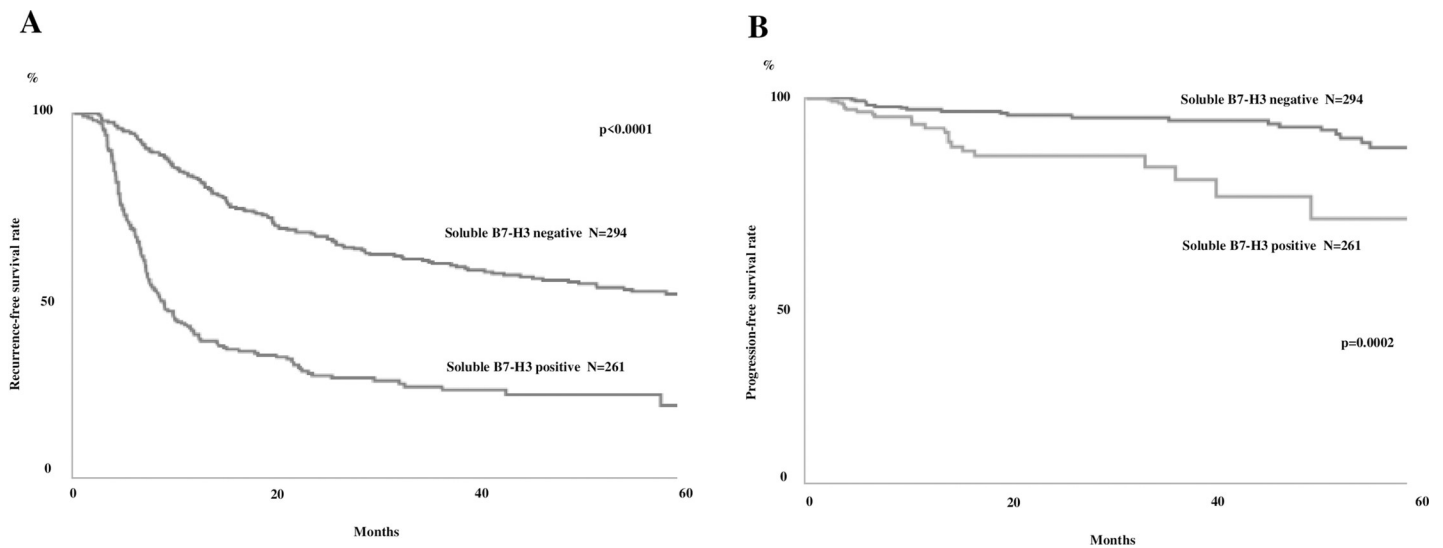 A
%
100
50
0
Recurrence-free survival rate
p<0.0001
Soluble B7-H3 negative N=294
Soluble B7-H3 positive N=261
0 20 40 60
Months
B
%
100
50
0
Progression-free survival rate
Soluble B7-H3 negative N=294
Soluble B7-H3 positive N=261
p=0.0002
0 20 40 60
Months